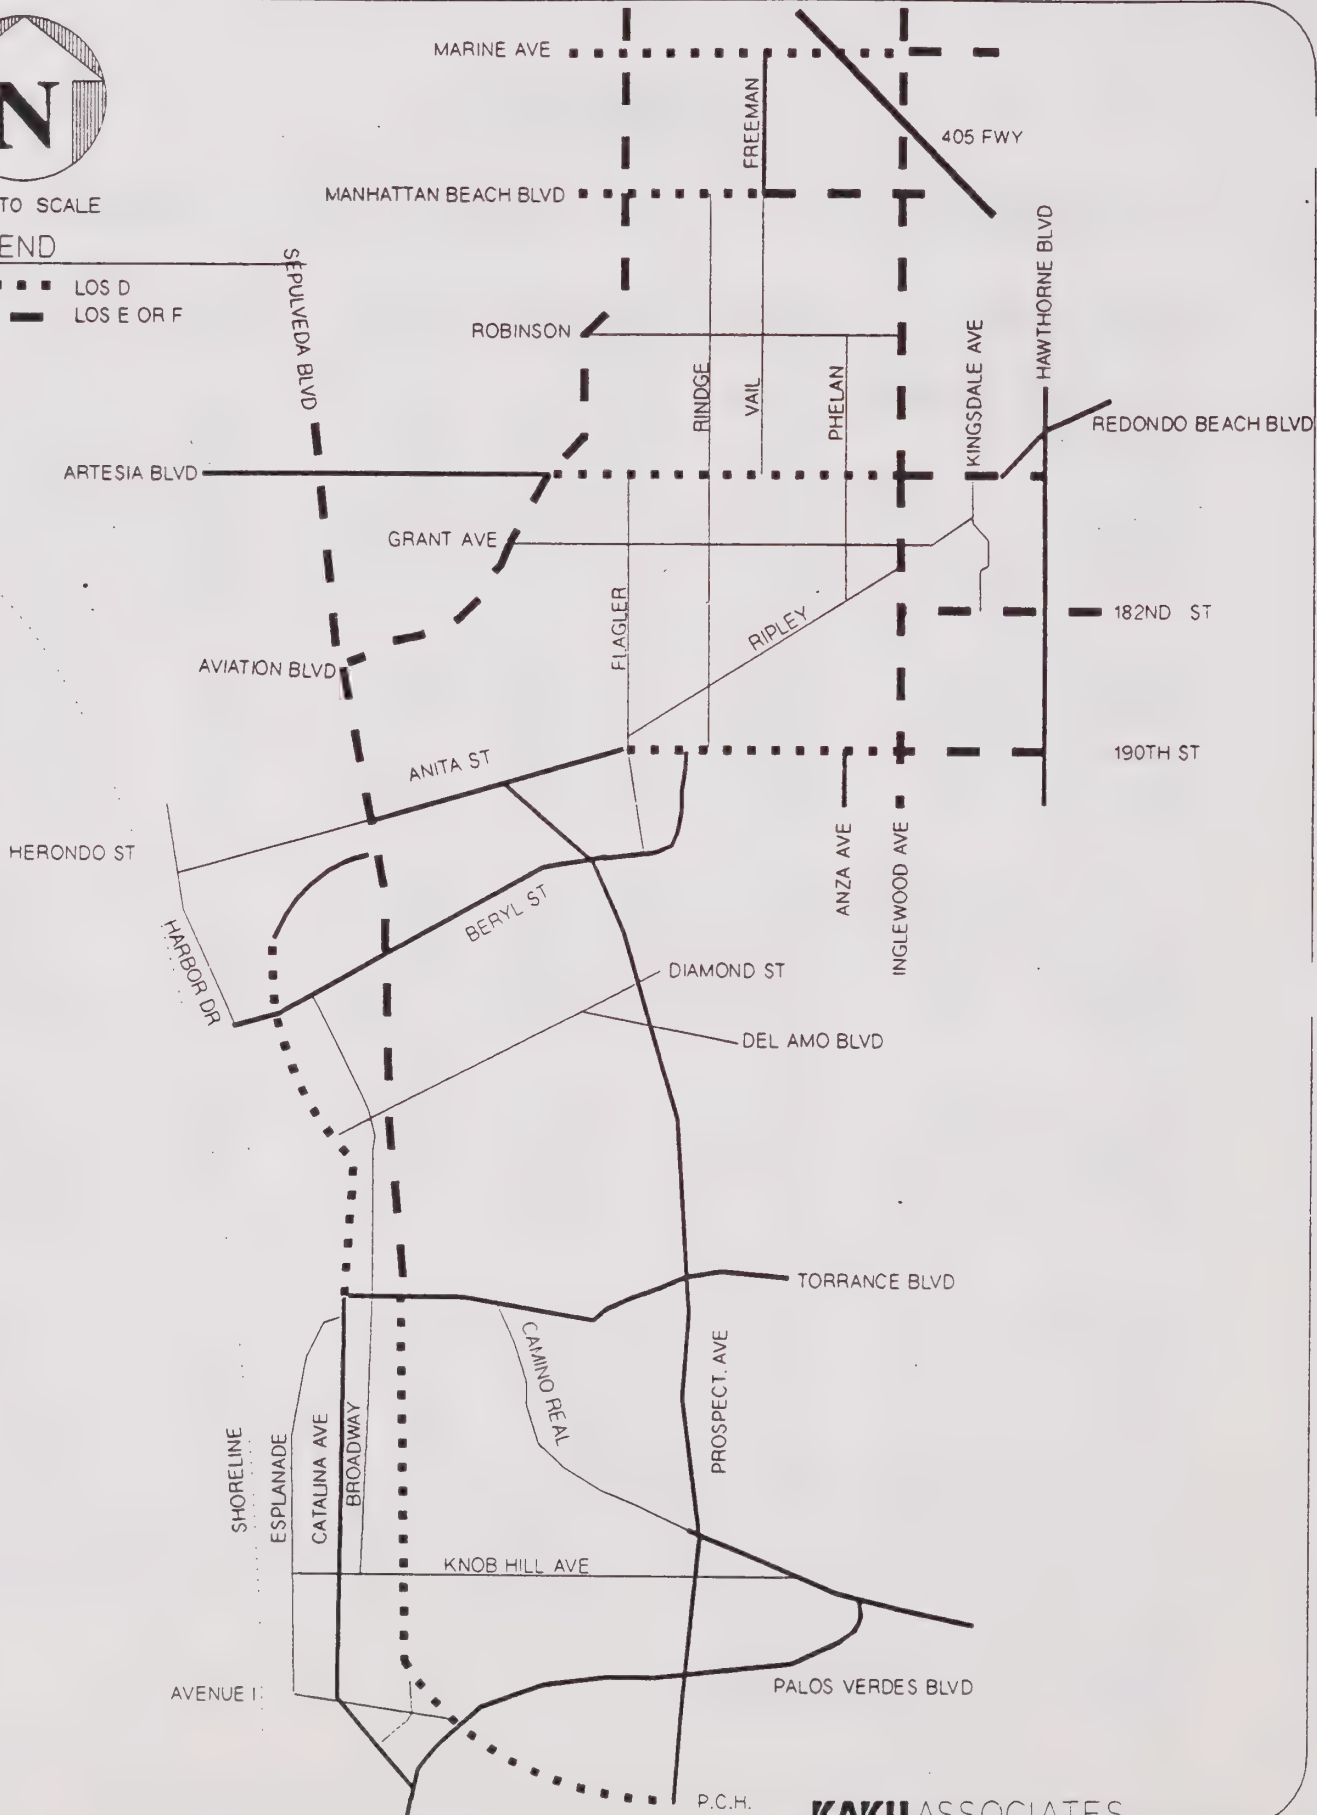 MARINE AVE
N
FREEMAN
405 FWY
MANHATTAN BEACH BLVD
TO SCALE
END
LOS D
LOS E OR F
SEPULVEDA BLVD
HAWTHORNE BLVD
KINGSDALE AVE
ROBINSON
RINDGE
VAIL
PHELAN
REDONDO BEACH BLVD
ARTESIA BLVD
GRANT AVE
FLAGLER
RIPLEY
182ND ST
AVIATION BLVD
ANITA ST
190TH ST
HERONDO ST
ANZA AVE
INGLEWOOD AVE
BERYL ST
HARBOR DR
DIAMOND ST
DEL AMO BLVD
TORRANCE BLVD
CAMINO REAL
PROSPECT. AVE
SHORELINE
ESPLANADE
CATALINA AVE
BROADWAY
KNOB HILL AVE
AVENUE I
PALOS VERDES BLVD
P.C.H.
KAKU ASSOCIATES